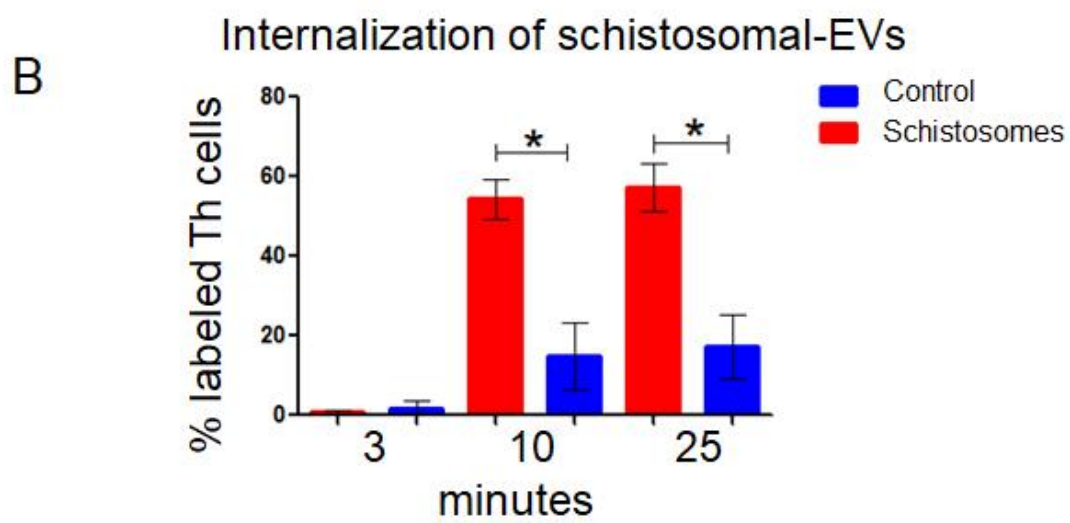 Internalization of schistosomal-EVs
B
Control
Schistosomes
% labeled Th cells
80
60
40
20
0
* *
3 10 25
minutes